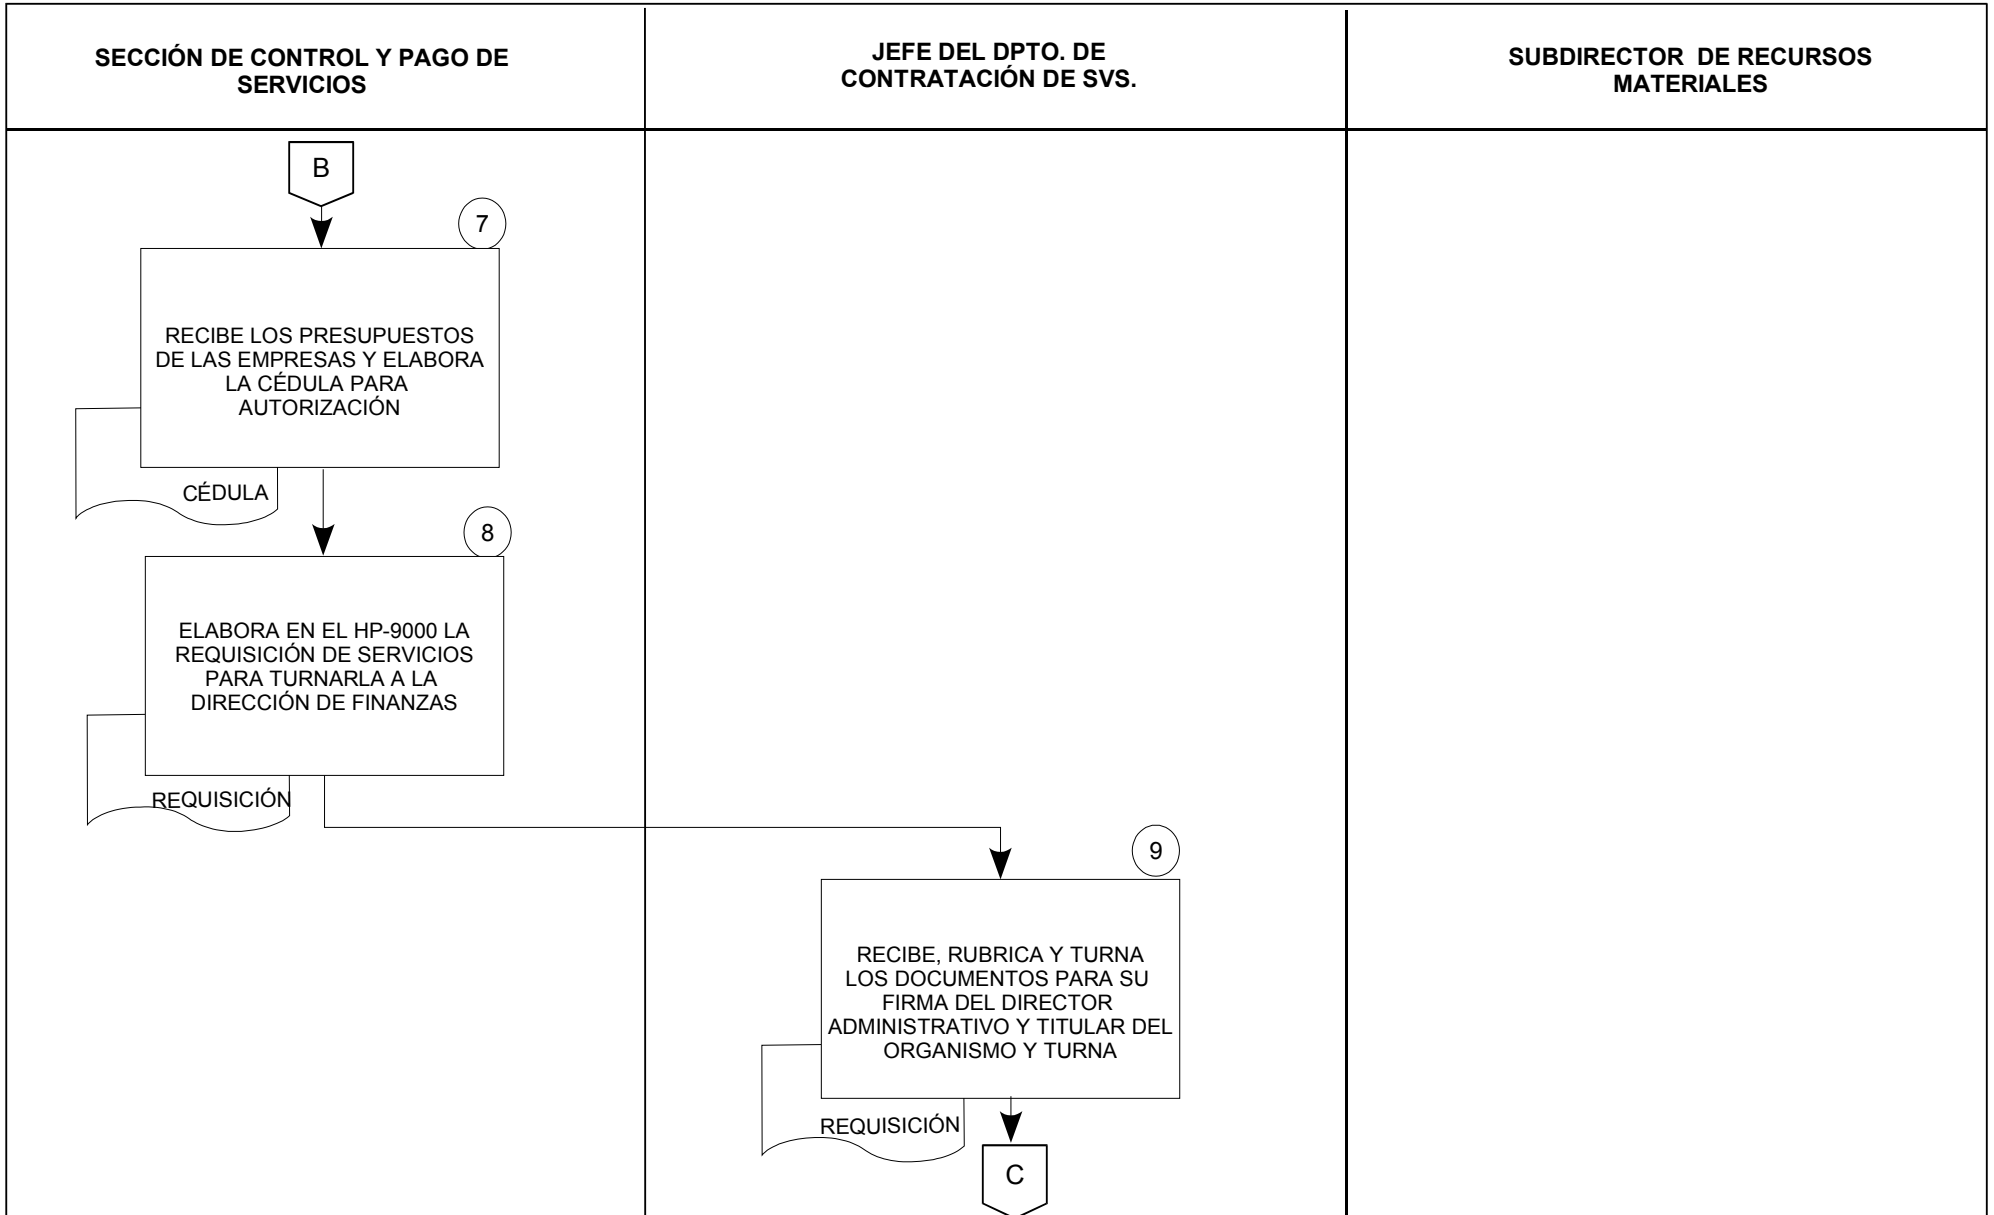 SECCIÓN DE CONTROL Y PAGO DE
SERVICIOS
JEFE DEL DPTO. DE
CONTRATACIÓN DE SVS.
SUBDIRECTOR DE RECURSOS
MATERIALES
B
7
RECIBE LOS PRESUPUESTOS
DE LAS EMPRESAS Y ELABORA
LA CÉDULA PARA
AUTORIZACIÓN
CÉDULA
8
ELABORA EN EL HP-9000 LA
REQUISICIÓN DE SERVICIOS
PARA TURNARLA A LA
DIRECCIÓN DE FINANZAS
REQUISICIÓN
9
RECIBE, RUBRICA Y TURNA
LOS DOCUMENTOS PARA SU
FIRMA DEL DIRECTOR
ADMINISTRATIVO Y TITULAR DEL
ORGANISMO Y TURNA
REQUISICIÓN
C